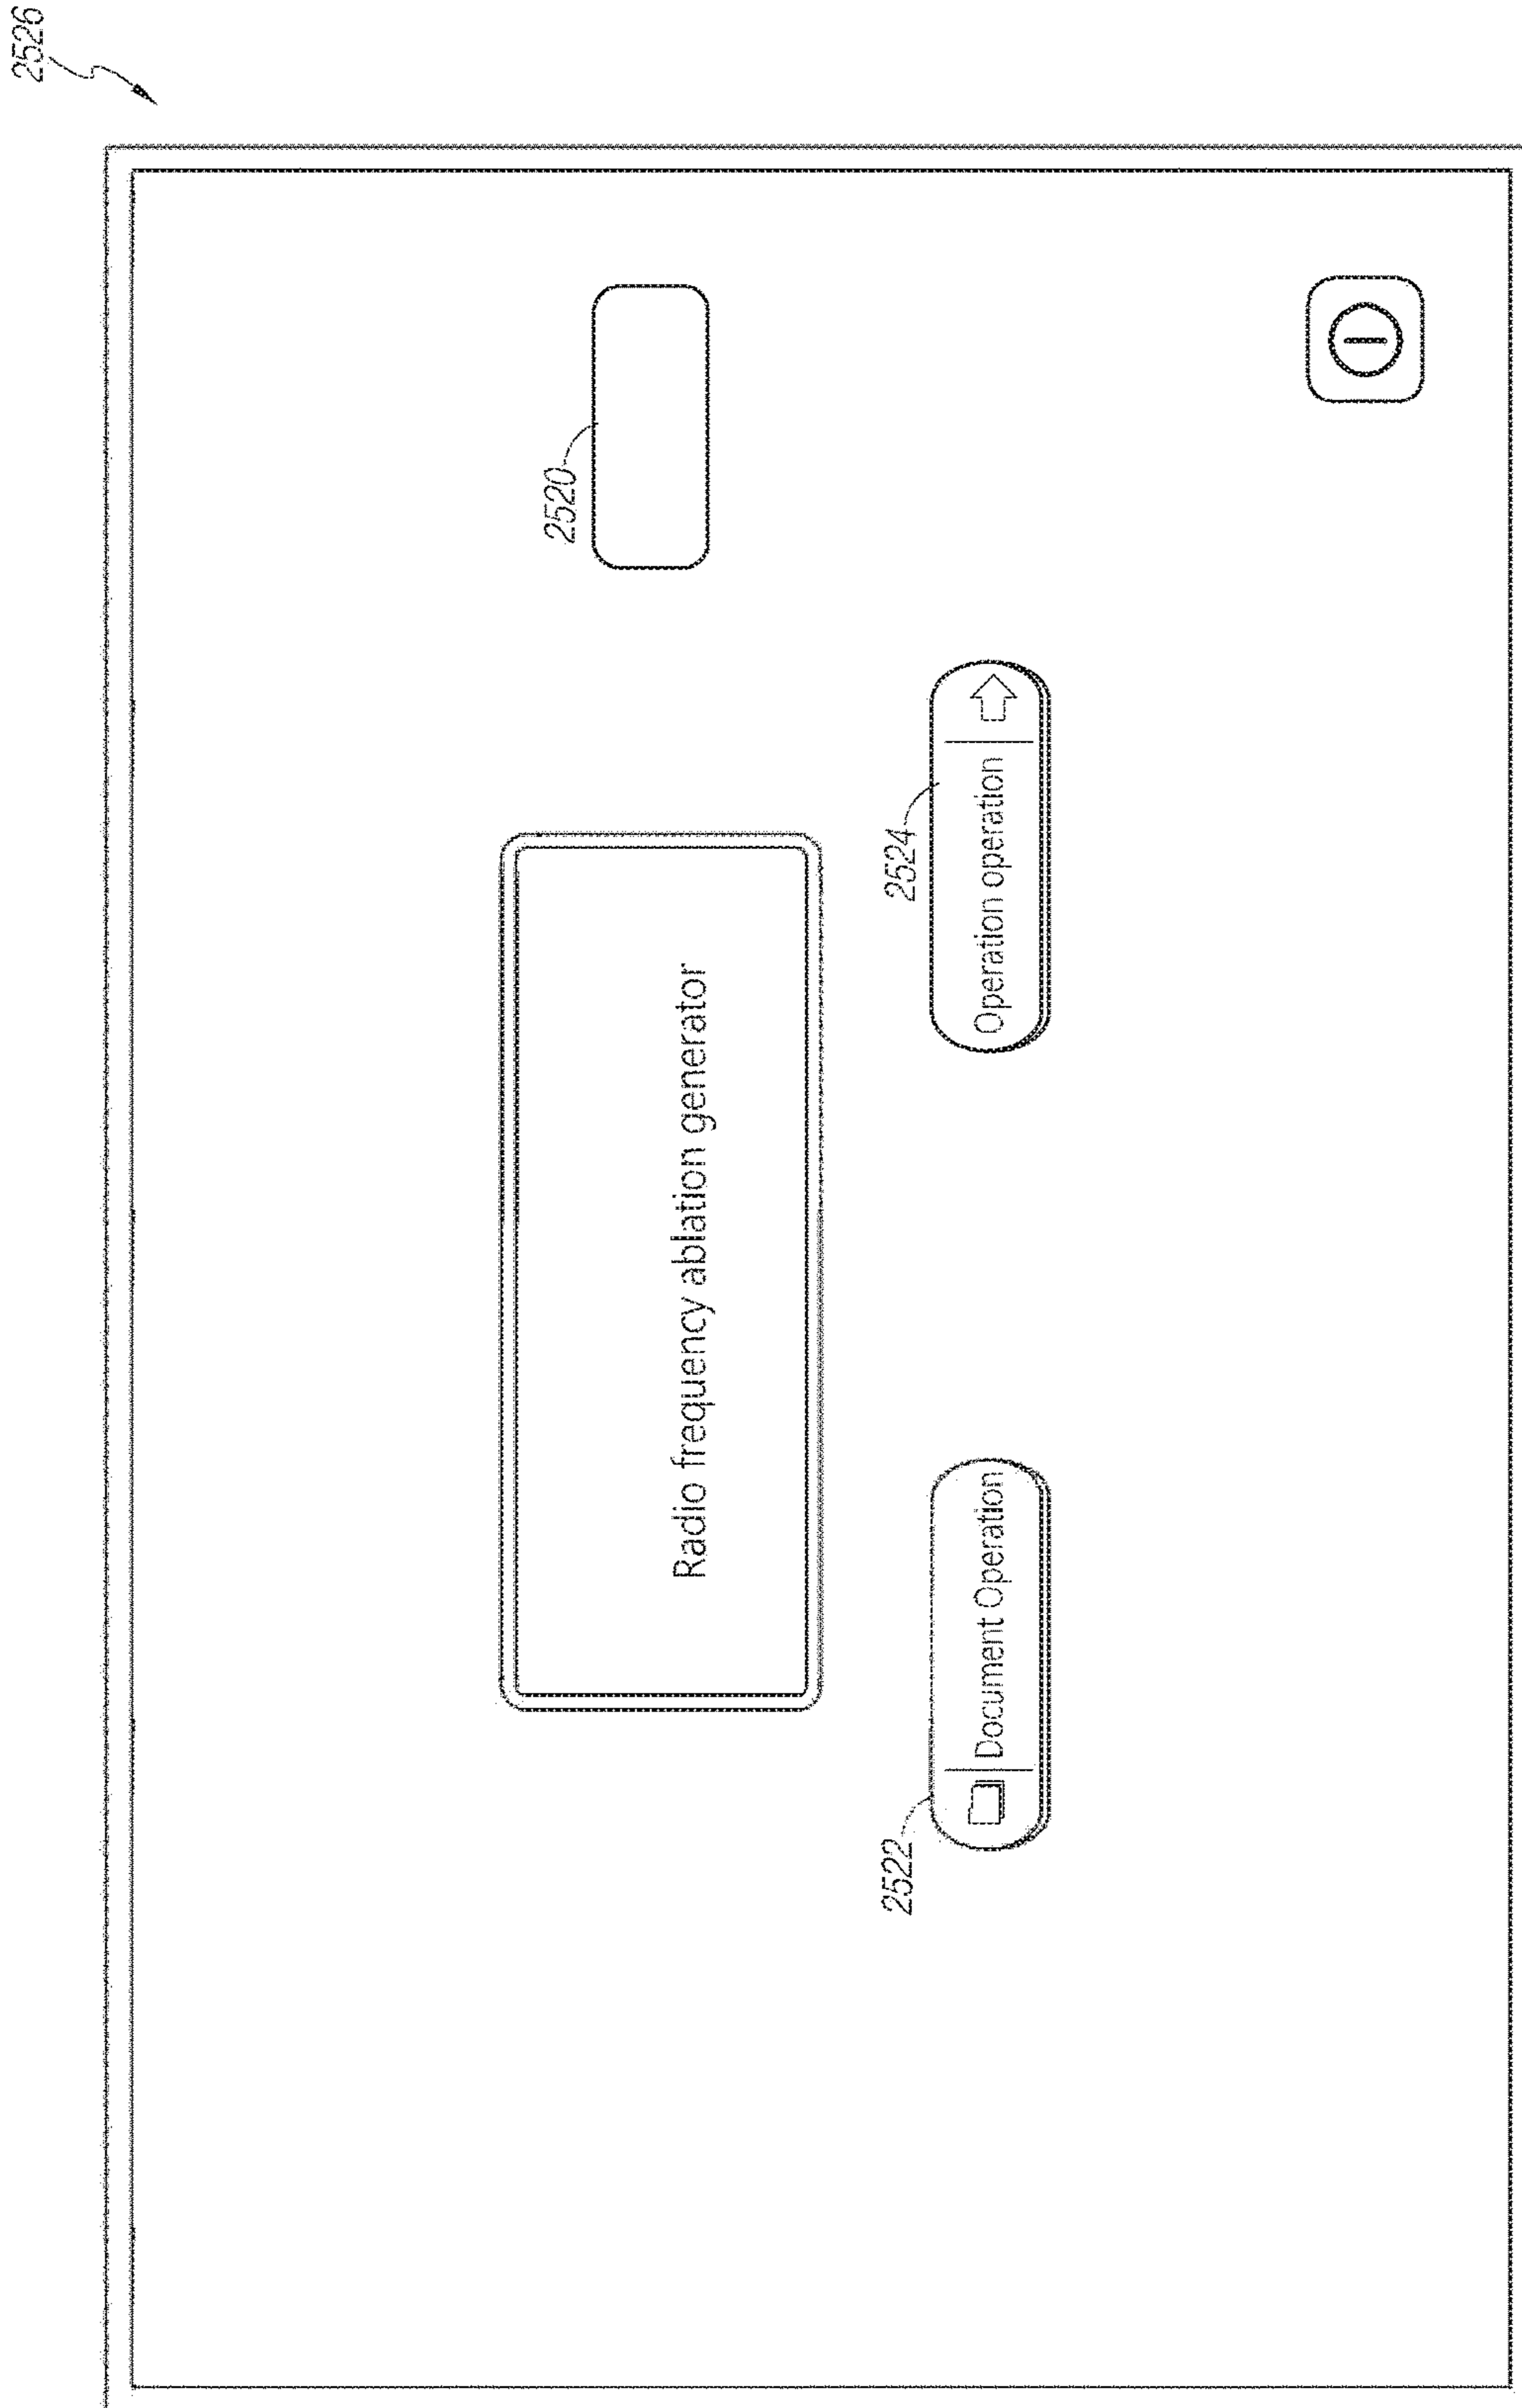 2526
2520
Radio frequency ablation generator
2522
Document Operation
2524
Operation operation